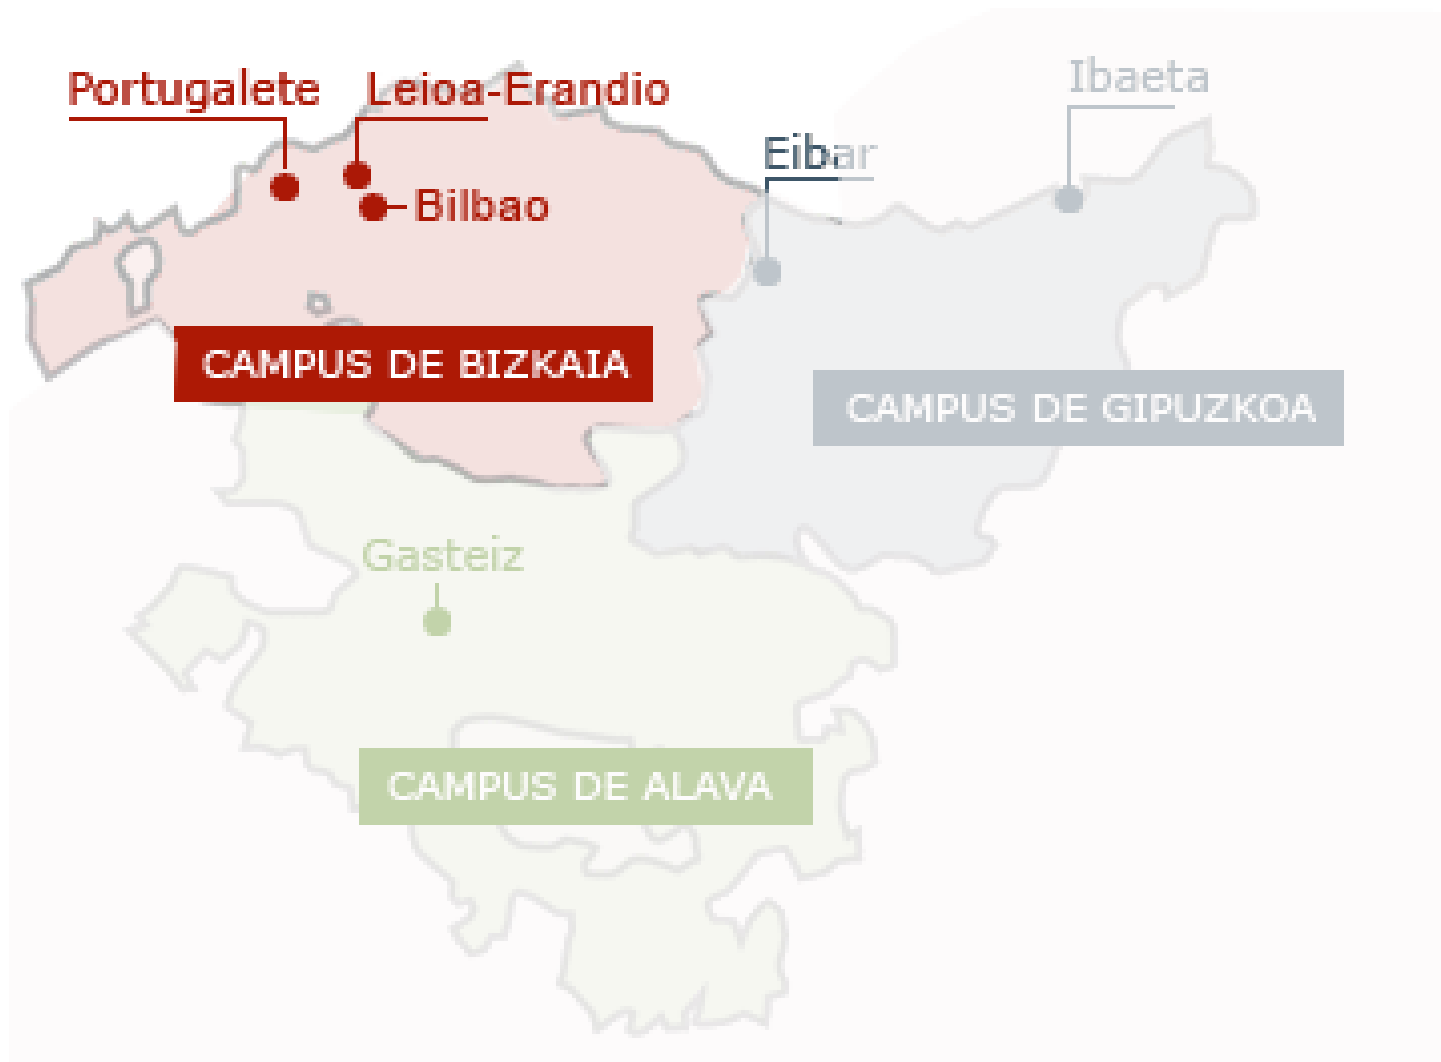 Portugalete
Leioa-Erandio
Ibaeta
Eibar
Bilbao
CAMPUS DE BIZKAIA
CAMPUS DE GIPUZKOA
Gasteiz
CAMPUS DE ALAVA